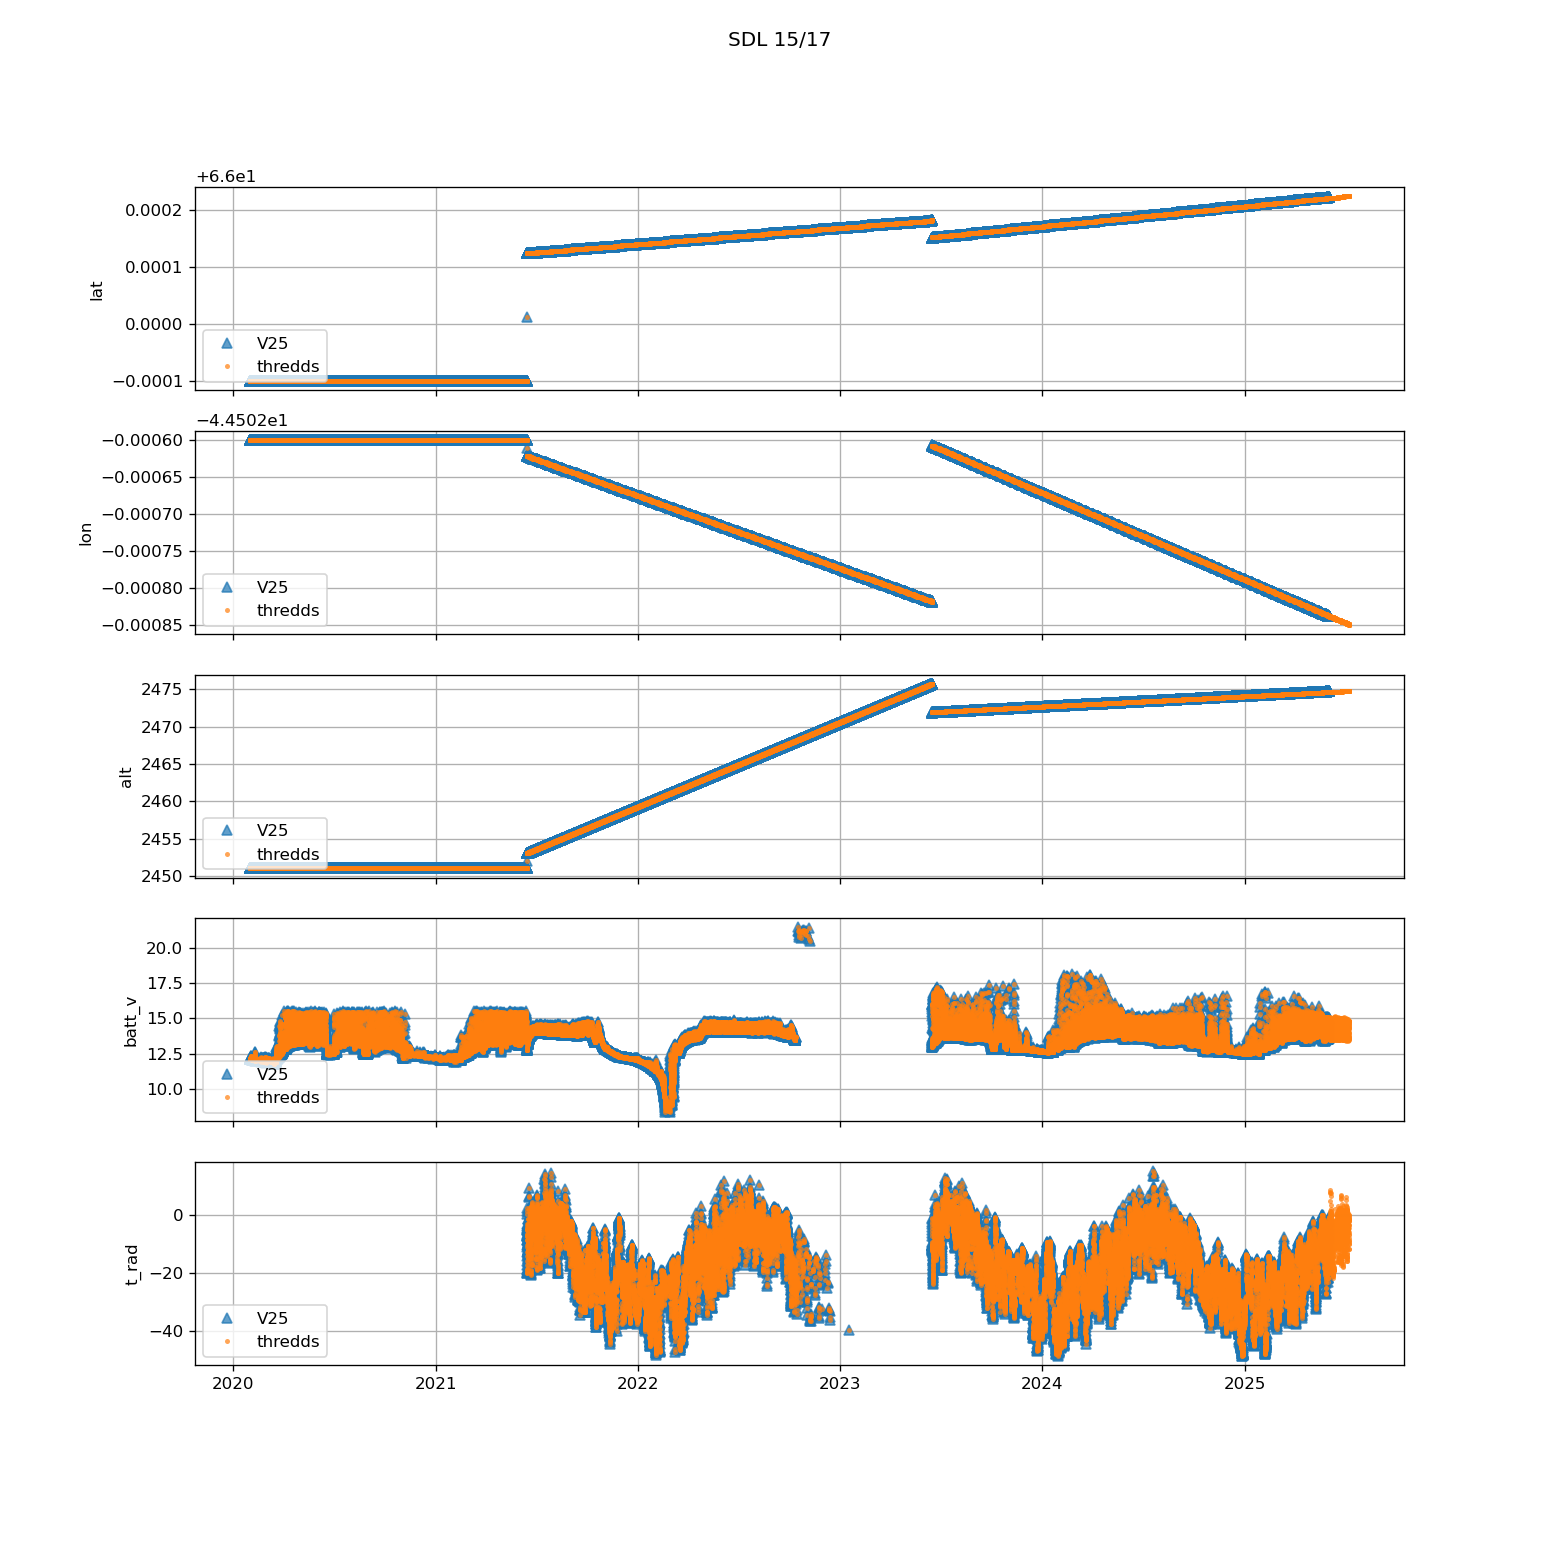 SDL 15/17
+6.6e1
0.0002
0.0001
0.0000
−0.0001
lat
V25
thredds
−4.4502e1
−0.00060
−0.00065
−0.00070
−0.00075
−0.00080
−0.00085
lon
V25
thredds
2475
2470
2465
2460
2455
2450
alt
V25
thredds
20.0
17.5
15.0
12.5
10.0
batt_v
V25
thredds
0
−20
−40
t_rad
V25
thredds
2020 2021 2022 2023 2024 2025